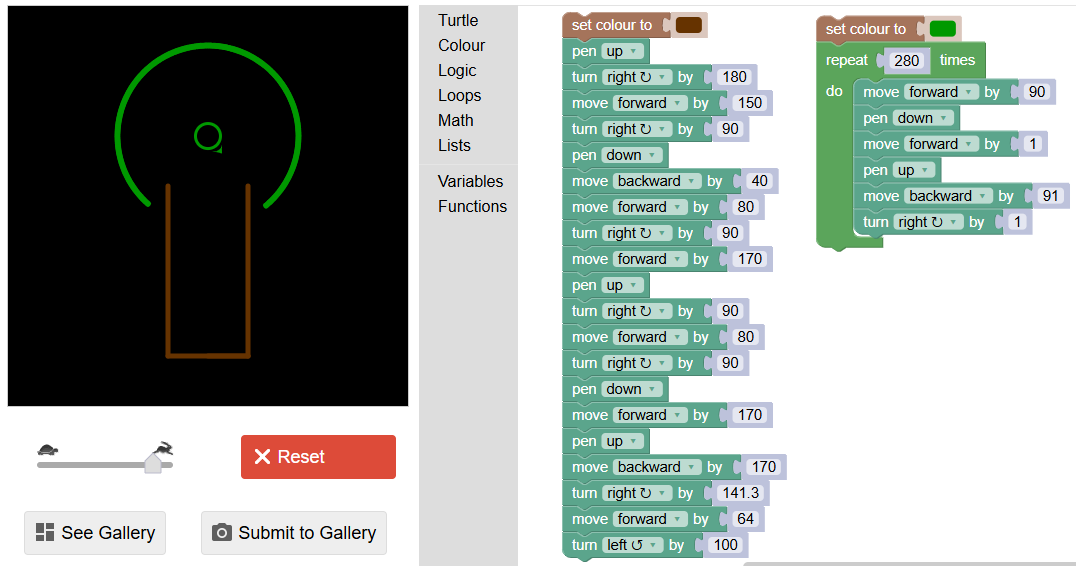 Turtle
Colour
Logic
Loops
Math
Lists
Variables
Functions
set colour to
pen up
turn right ↻ by 180
move forward by 150
turn right ↻ by 90
pen down
move backward by 40
move forward by 80
turn right ↻ by 90
move forward by 170
pen up
turn right ↻ by 90
move forward by 80
turn right ↻ by 90
pen down
move forward by 170
pen up
move backward by 170
turn right ↻ by 141.3
move forward by 64
turn left ↺ by 100
set colour to
repeat 280 times
do move forward by 90
pen down
move forward by 1
pen up
move backward by 91
turn right ↻ by 1
Reset
See Gallery
Submit to Gallery